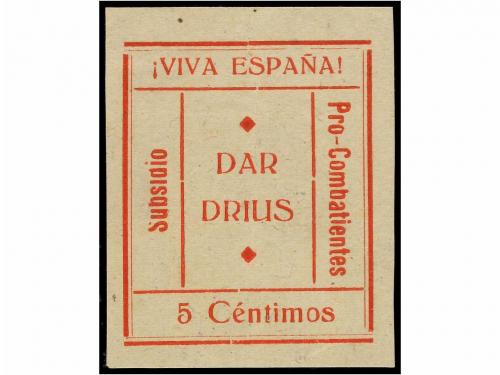 ¡VIVA ESPAÑA!
Subsidio
DAR
DRIUS
Pro-Combatientes
5 Céntimos